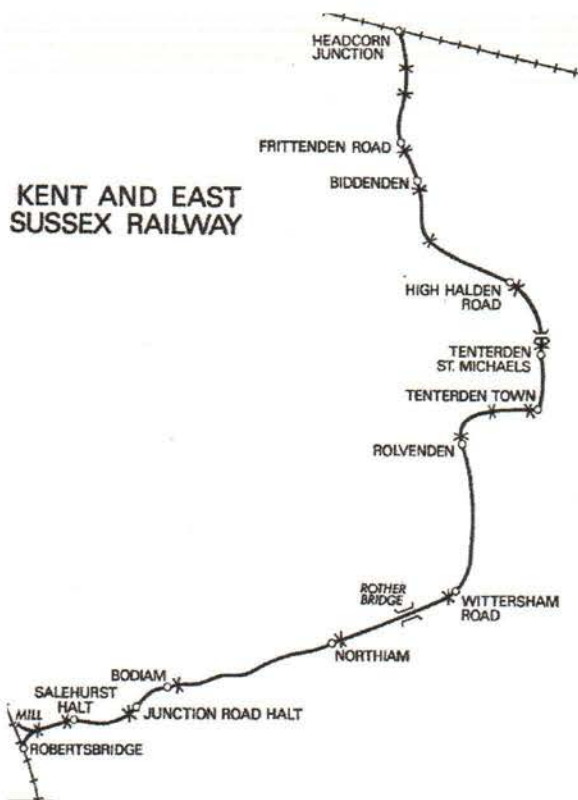 HEADCORN
JUNCTION
FRITTENDEN ROAD
BIDDENDEN
KENT AND EAST
SUSSEX RAILWAY
HIGH HALDEN
ROAD
TENTERDEN
ST. MICHAELS
TENTERDEN TOWN
ROLVENDEN
ROTHER
BRIDGE
WITTERSHAM
ROAD
NORTHIAM
BODIAM
SALEHURST
HALT
JUNCTION ROAD HALT
MILL
ROBERTSBRIDGE